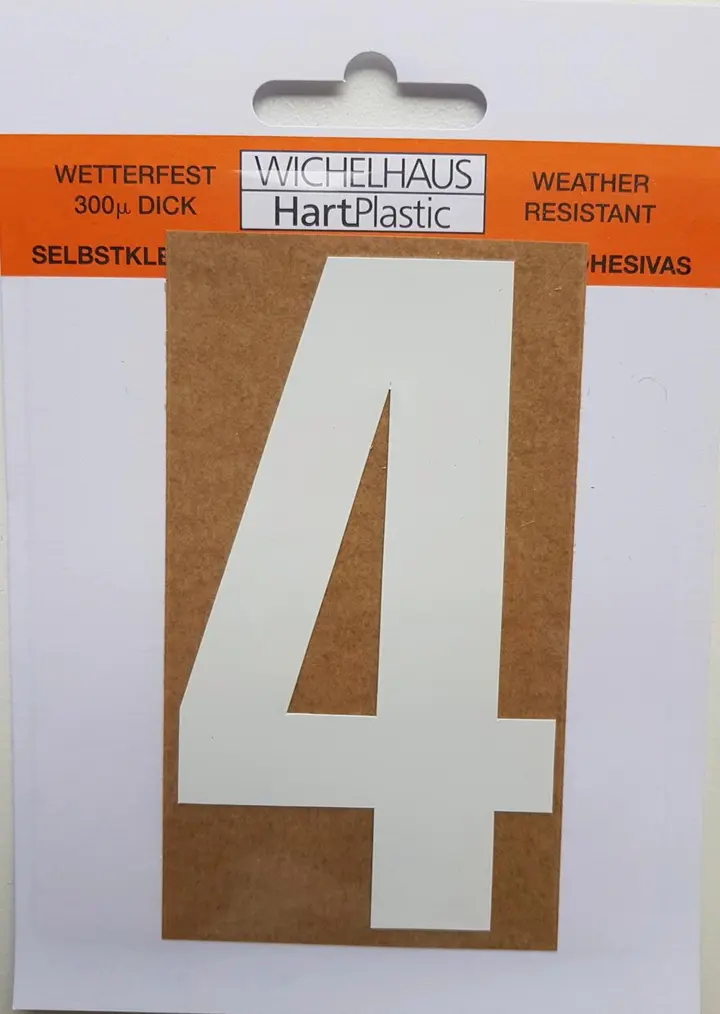 WETTERFEST
300µ DICK
WICHELHAUS
HartPlastic
WEATHER
RESISTANT
4